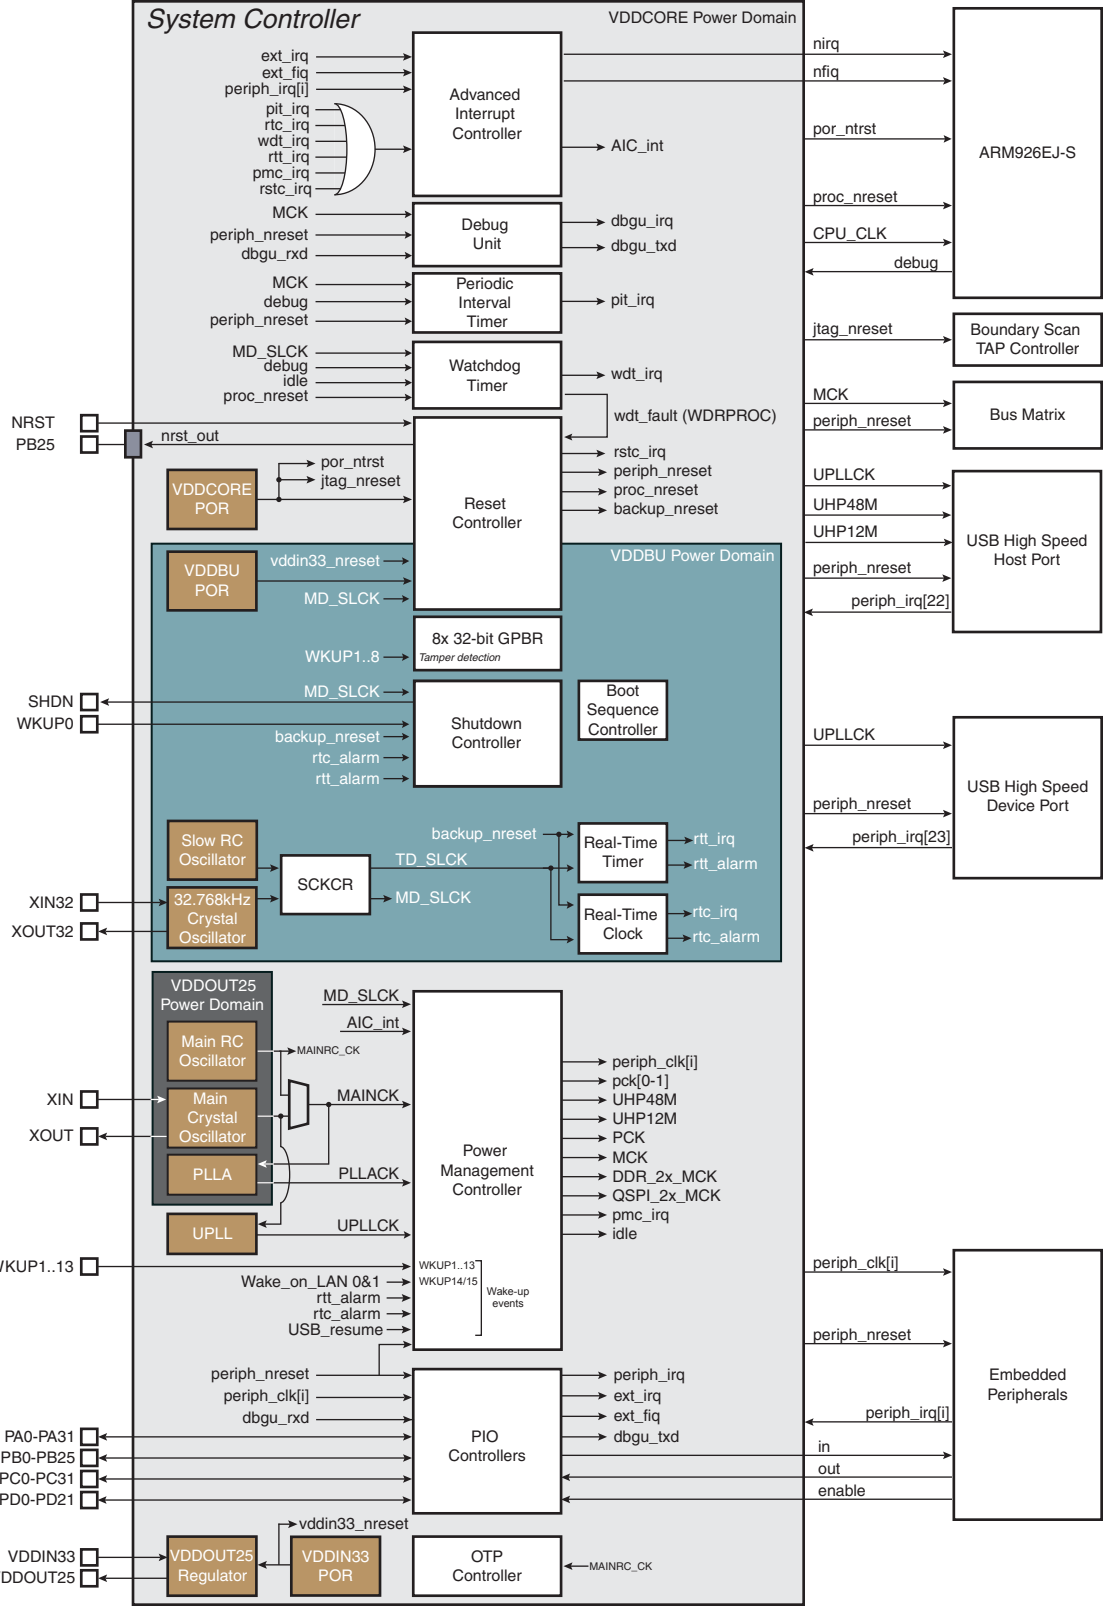 System Controller
VDDCORE Power Domain
ext_irq
ext_fiq
periph_irq[i]
pit_irq
rtc_irq
wdt_irq
rtt_irq
pmc_irq
rstc_irq
Advanced
Interrupt
Controller
AIC_int
nirq
nfiq
por_ntrst
proc_nreset
CPU_CLK
debug
ARM926EJ-S
MCK
periph_nreset
dbgu_rxd
Debug
Unit
dbgu_irq
dbgu_txd
MCK
debug
periph_nreset
Periodic
Interval
Timer
pit_irq
jtag_nreset
Boundary Scan
TAP Controller
MD_SLCK
debug
idle
proc_nreset
Watchdog
Timer
wdt_irq
wdt_fault (WDRPROC)
MCK
periph_nreset
Bus Matrix
NRST
PB25
nrst_out
VDDCORE
POR
por_ntrst
jtag_nreset
Reset
Controller
rstc_irq
periph_nreset
proc_nreset
backup_nreset
UPLLCK
UHP48M
UHP12M
periph_nreset
periph_irq[22]
USB High Speed
Host Port
VDDBU Power Domain
VDDBU
POR
vddin33_nreset
MD_SLCK
WKUP1..8
8x 32-bit GPBR
Tamper detection
SHDN
WKUP0
MD_SLCK
backup_nreset
rtc_alarm
rtt_alarm
Shutdown
Controller
Boot
Sequence
Controller
UPLLCK
periph_nreset
periph_irq[23]
USB High Speed
Device Port
Slow RC
Oscillator
XIN32
XOUT32
32.768kHz
Crystal
Oscillator
SCKCR
backup_nreset
TD_SLCK
MD_SLCK
Real-Time
Timer
rtt_irq
rtt_alarm
Real-Time
Clock
rtc_irq
rtc_alarm
VDDOUT25
Power Domain
Main RC
Oscillator
MAINRC_CK
XIN
XOUT
Main
Crystal
Oscillator
PLLA
UPLL
MD_SLCK
AIC_int
MAINCK
PLLACK
UPLLCK
Power
Management
Controller
periph_clk[i]
pck[0-1]
UHP48M
UHP12M
PCK
MCK
DDR_2x_MCK
QSPI_2x_MCK
pmc_irq
idle
WKUP1..13
WKUP1..13
Wake_on_LAN 0&1
WKUP14/15
rtt_alarm
rtc_alarm
USB_resume
Wake-up
events
periph_clk[i]
periph_nreset
periph_irq[i]
in
out
enable
Embedded
Peripherals
periph_nreset
periph_clk[i]
dbgu_rxd
PA0-PA31
PB0-PB25
PC0-PC31
PD0-PD21
PIO
Controllers
periph_irq
ext_irq
ext_fiq
dbgu_txd
vddin33_nreset
VDDIN33
VDDOUT25
VDDOUT25
Regulator
VDDIN33
POR
OTP
Controller
MAINRC_CK